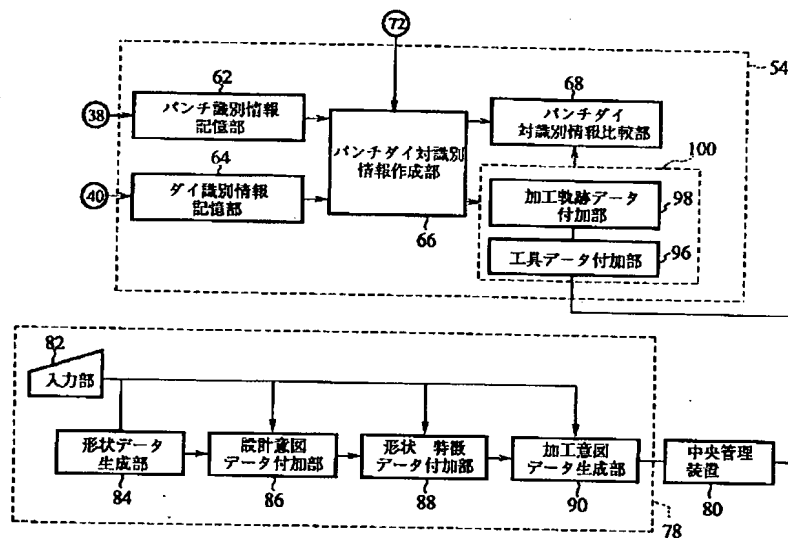 72
54
62
68
38
パンチ識別情報
記憶部
パンチダイ
対識別情報比較部
64
パンチダイ対識別
情報作成部
100
40
ダイ識別情報
記憶部
加工軌跡データ
付加部
98
66
工具データ付加部
96
82
入力部
形状データ
生成部
設計意図
データ付加部
形状 特徴
データ付加部
加工意図
データ生成部
中央管理
装置
84
86
88
90
80
78